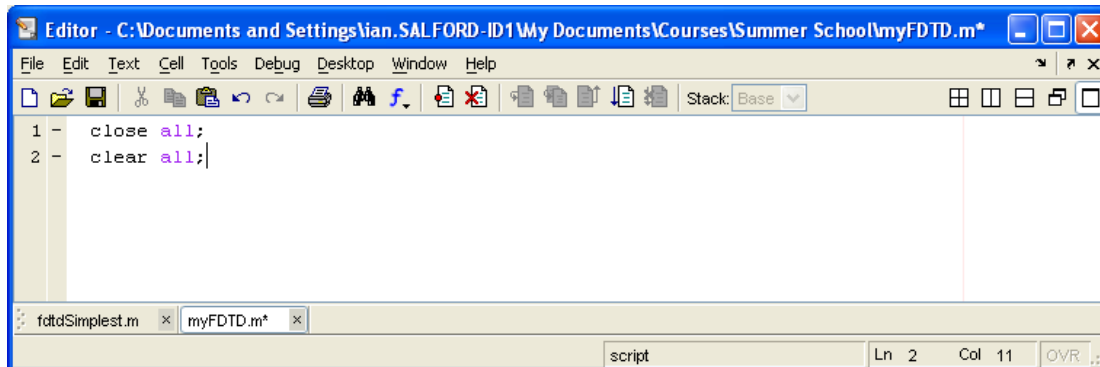 Editor - C:\Documents and Settings\ian.SALFORD-ID1\My Documents\Courses\Summer School\myFDTD.m*
File Edit Text Cell Tools Debug Desktop Window Help
Stack: Base
1 - close all;
2 - clear all;
fdtdSimplest.m × myFDTD.m* ×
script Ln 2 Col 11 OVR